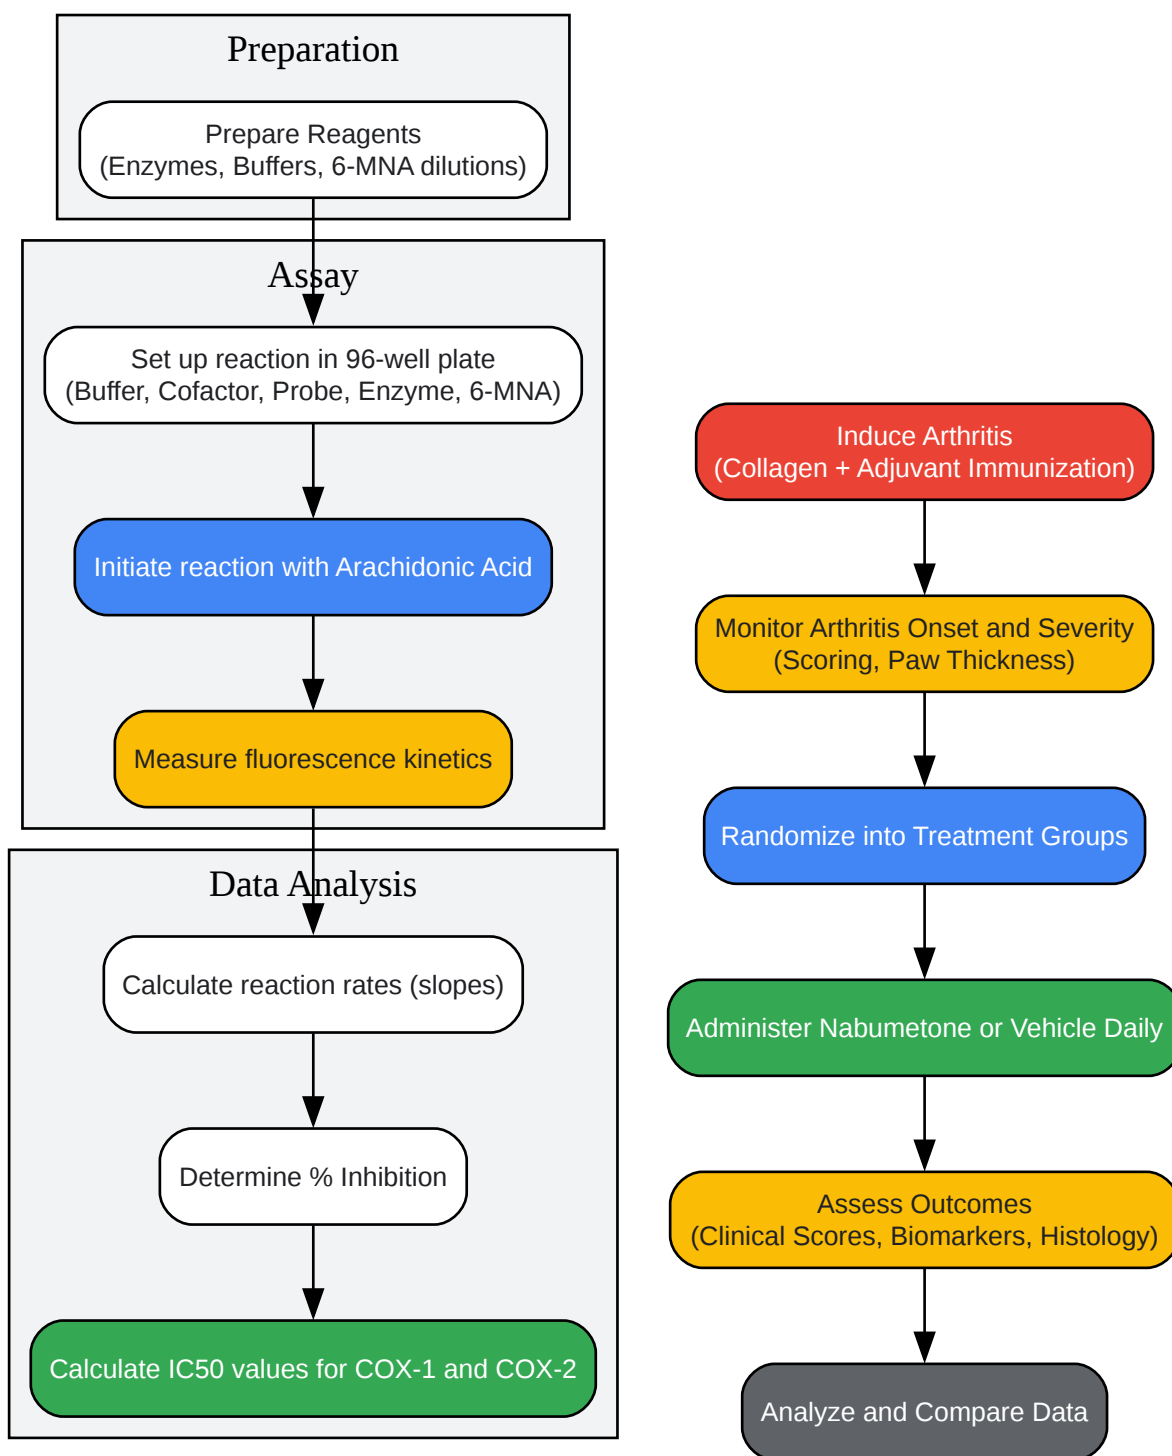 Preparation
Prepare Reagents
(Enzymes, Buffers, 6-MNA dilutions)
Assay
Set up reaction in 96-well plate
(Buffer, Cofactor, Probe, Enzyme, 6-MNA)
Initiate reaction with Arachidonic Acid
Measure fluorescence kinetics
Data Analysis
Calculate reaction rates (slopes)
Determine % Inhibition
Calculate IC50 values for COX-1 and COX-2
Induce Arthritis
(Collagen + Adjuvant Immunization)
Monitor Arthritis Onset and Severity
(Scoring, Paw Thickness)
Randomize into Treatment Groups
Administer Nabumetone or Vehicle Daily
Assess Outcomes
(Clinical Scores, Biomarkers, Histology)
Analyze and Compare Data